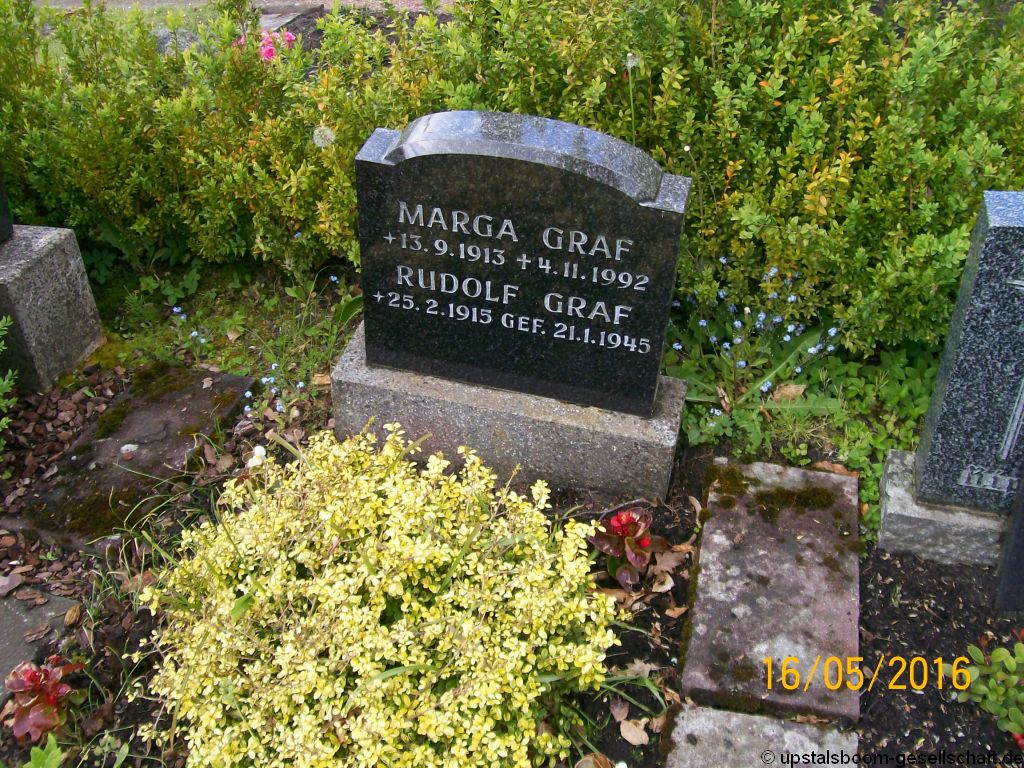 MARGA GRAF
+13.9.1913 ✝4.11.1992
RUDOLF GRAF
+25.2.1915 GEF. 21.1.1945
16/05/2016
© upstalsboom-gesellschaft.de